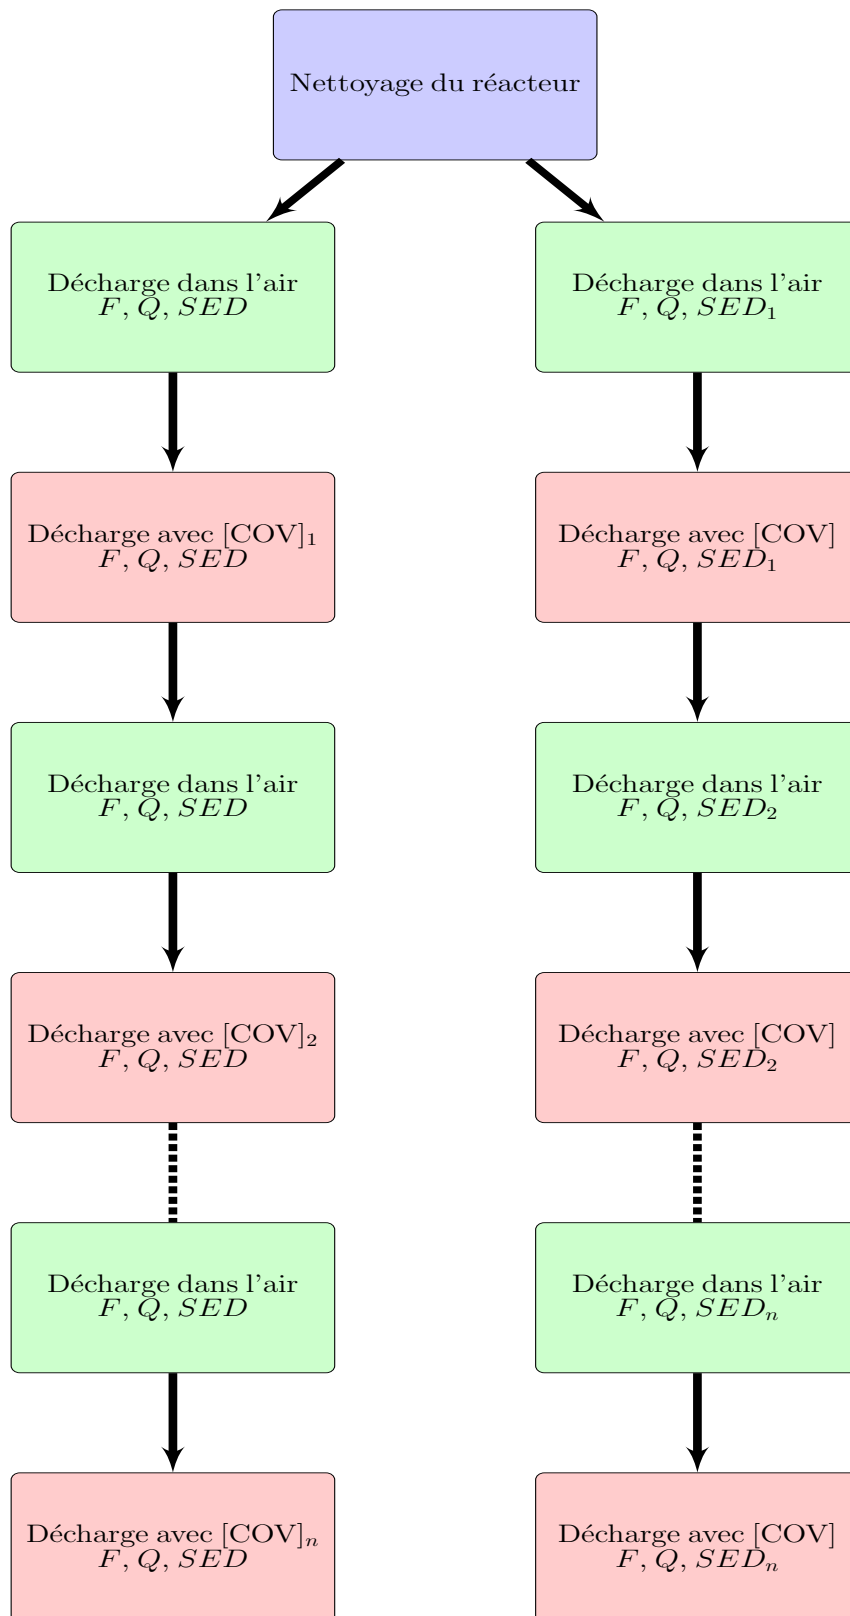 Nettoyage du réacteur
Décharge dans l'air
F, Q, SED
Décharge dans l'air
F, Q, SED₁
Décharge avec [COV]₁
F, Q, SED
Décharge avec [COV]
F, Q, SED₁
Décharge dans l'air
F, Q, SED
Décharge dans l'air
F, Q, SED₂
Décharge avec [COV]₂
F, Q, SED
Décharge avec [COV]
F, Q, SED₂
Décharge dans l'air
F, Q, SED
Décharge dans l'air
F, Q, SEDₙ
Décharge avec [COV]ₙ
F, Q, SED
Décharge avec [COV]
F, Q, SEDₙ